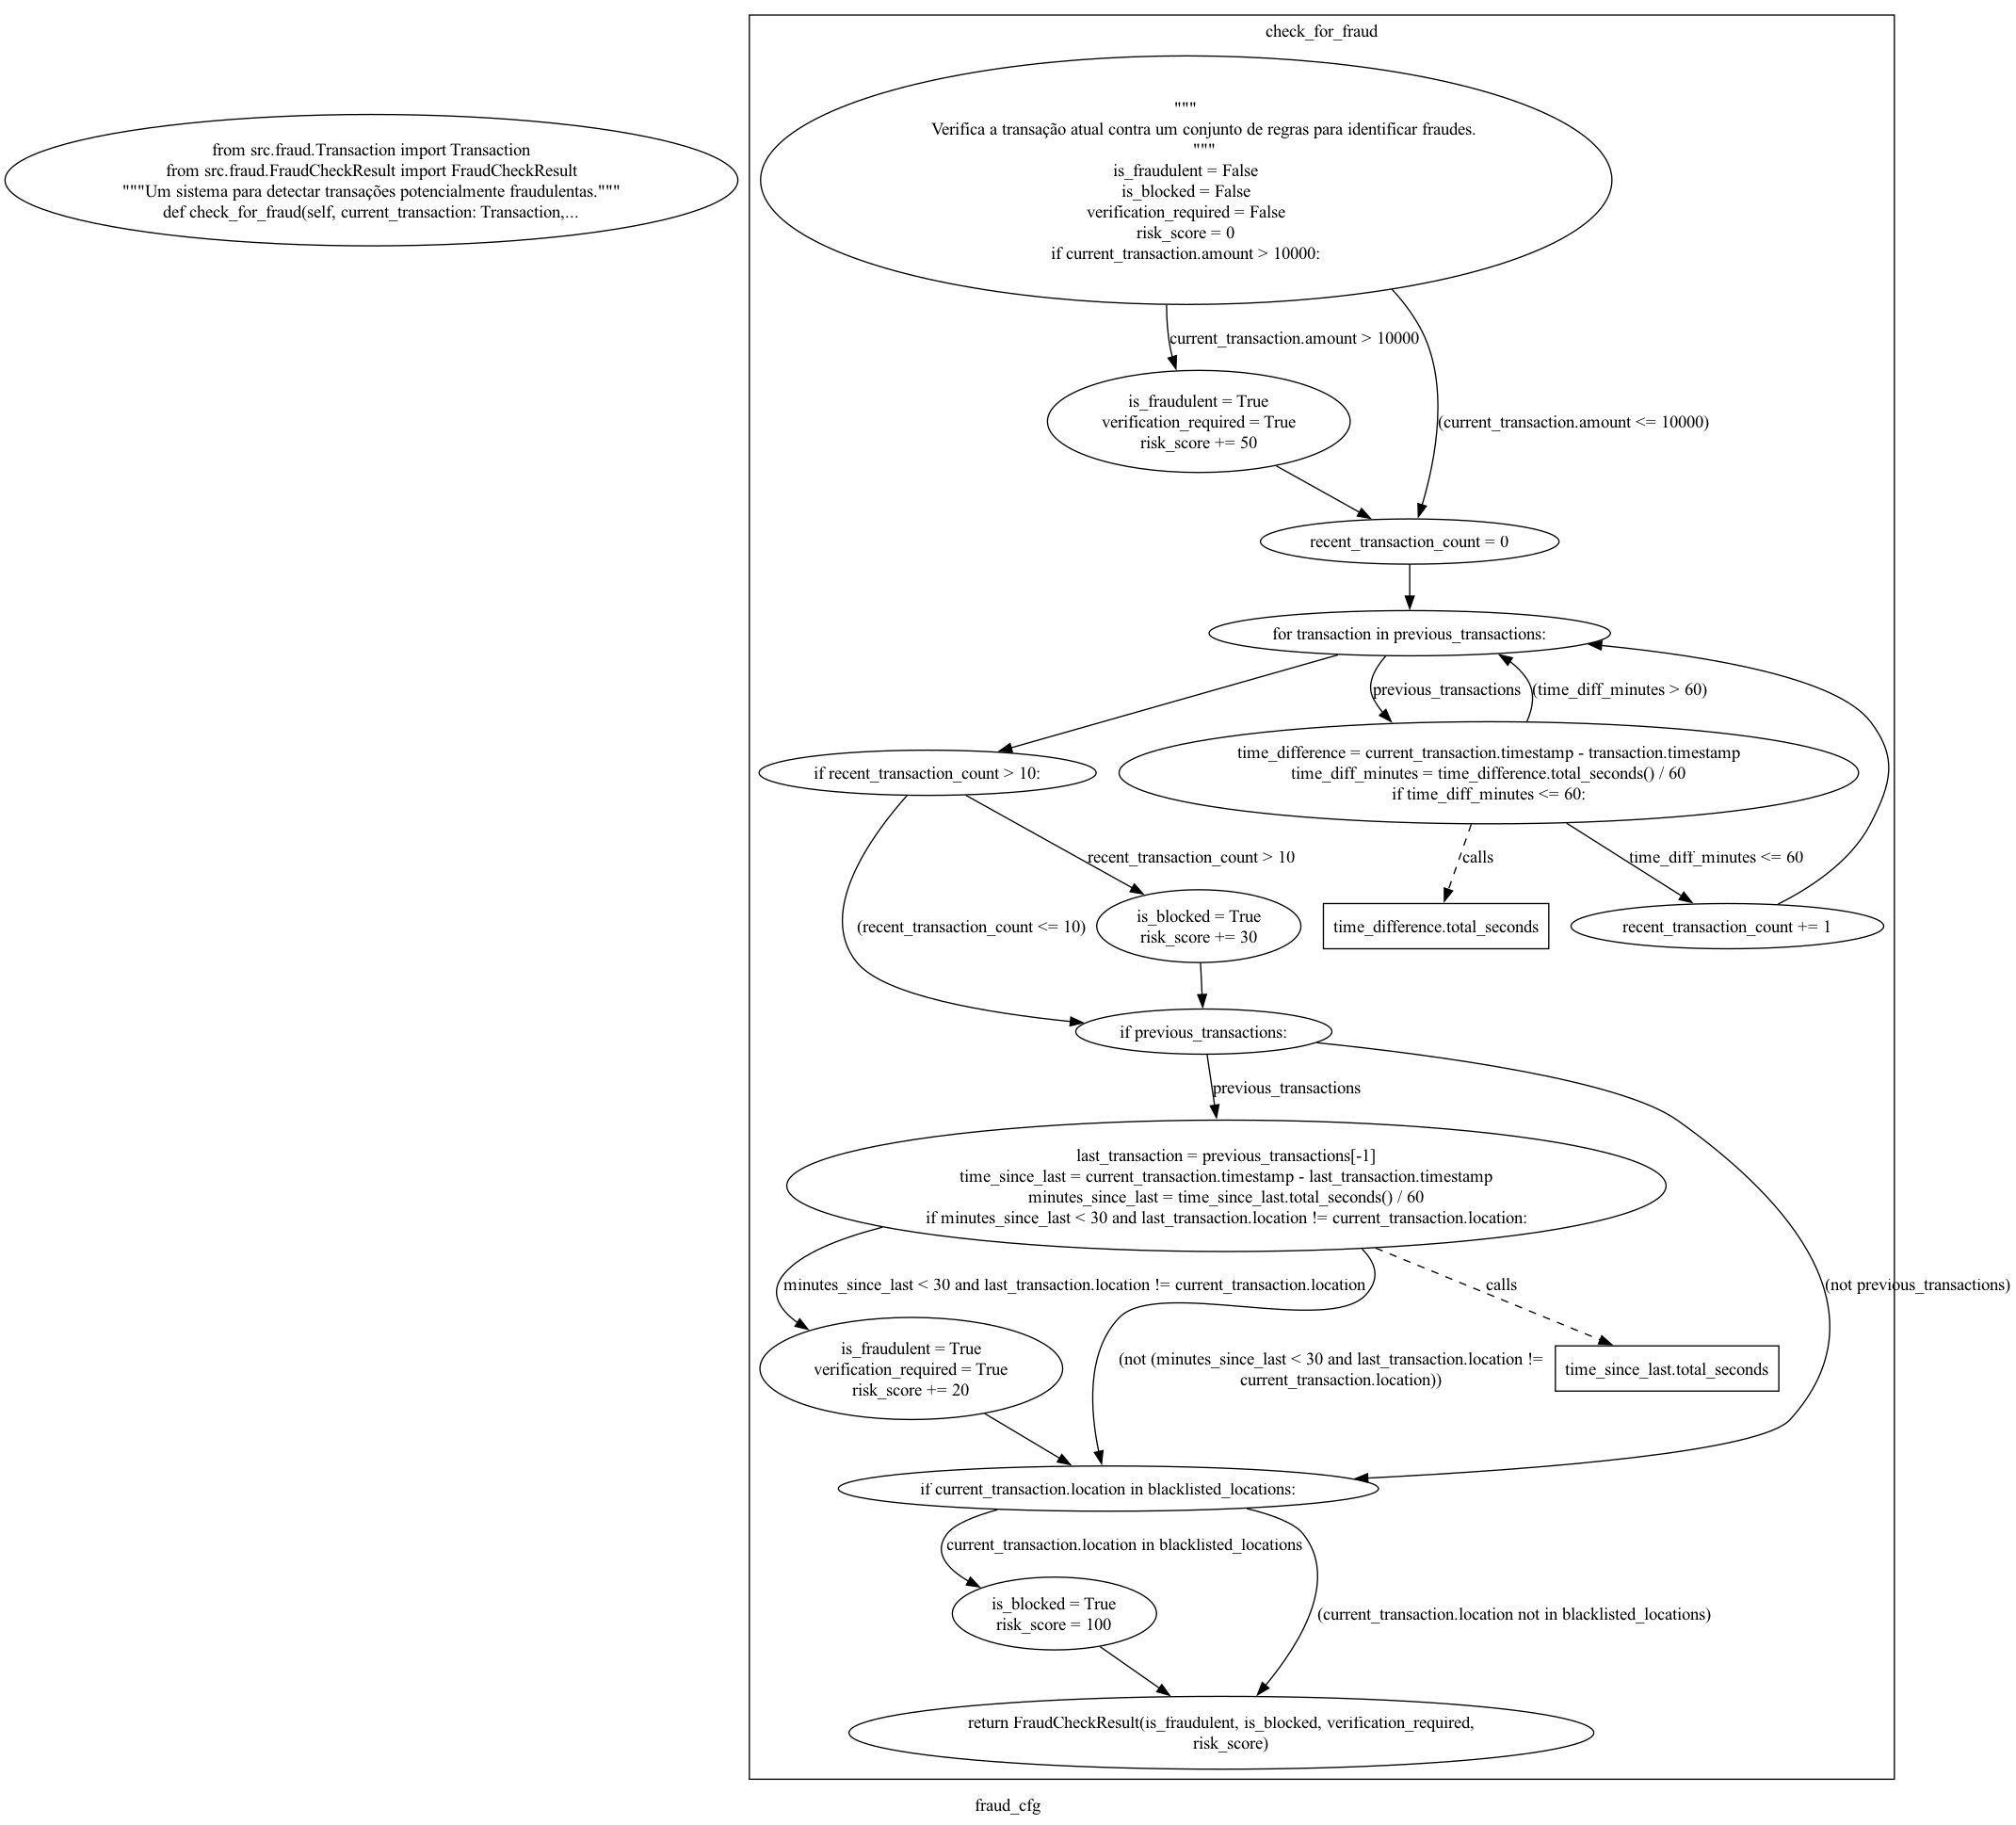 check_for_fraud
from src.fraud.Transaction import Transaction
from src.fraud.FraudCheckResult import FraudCheckResult
"""Um sistema para detectar transações potencialmente fraudulentas."""
def check_for_fraud(self, current_transaction: Transaction,...
"""
Verifica a transação atual contra um conjunto de regras para identificar fraudes.
"""
is_fraudulent = False
is_blocked = False
verification_required = False
risk_score = 0
if current_transaction.amount > 10000:
current_transaction.amount > 10000
is_fraudulent = True
verification_required = True
risk_score += 50
(current_transaction.amount <= 10000)
recent_transaction_count = 0
for transaction in previous_transactions:
previous_transactions
(time_diff_minutes > 60)
if recent_transaction_count > 10:
time_difference = current_transaction.timestamp - transaction.timestamp
time_diff_minutes = time_difference.total_seconds() / 60
if time_diff_minutes <= 60:
recent_transaction_count > 10
calls
time_diff_minutes <= 60
(recent_transaction_count <= 10)
is_blocked = True
risk_score += 30
time_difference.total_seconds
recent_transaction_count += 1
if previous_transactions:
previous_transactions
last_transaction = previous_transactions[-1]
time_since_last = current_transaction.timestamp - last_transaction.timestamp
minutes_since_last = time_since_last.total_seconds() / 60
if minutes_since_last < 30 and last_transaction.location != current_transaction.location:
minutes_since_last < 30 and last_transaction.location != current_transaction.location
calls
(not previous_transactions)
is_fraudulent = True
verification_required = True
risk_score += 20
(not (minutes_since_last < 30 and last_transaction.location !=
current_transaction.location))
time_since_last.total_seconds
if current_transaction.location in blacklisted_locations:
current_transaction.location in blacklisted_locations
is_blocked = True
risk_score = 100
(current_transaction.location not in blacklisted_locations)
return FraudCheckResult(is_fraudulent, is_blocked, verification_required,
risk_score)
fraud_cfg